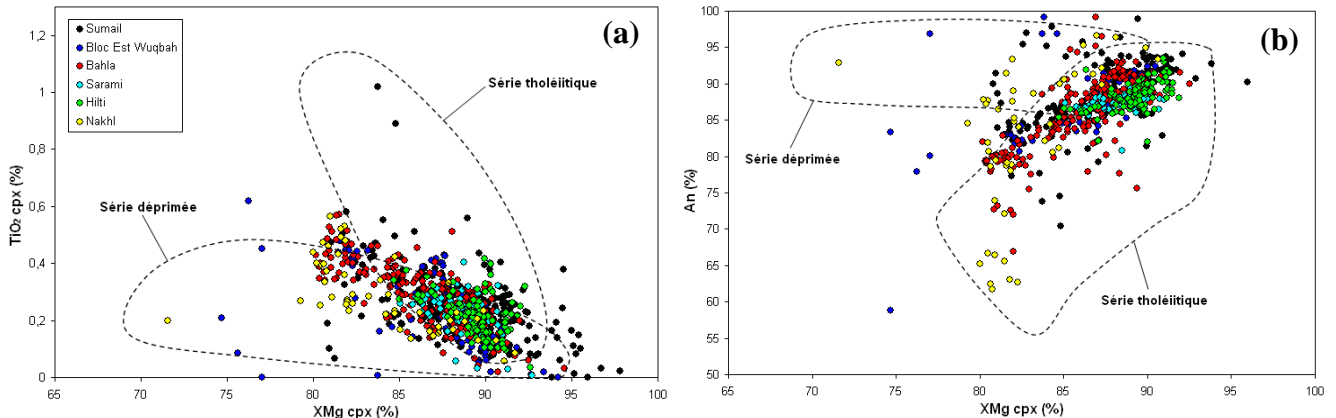 (a)
TiO₂ cpx (%)
1,2
1
0,8
0,6
0,4
0,2
0
Sumail
Bloc Est Wuqbah
Bahla
Sarami
Hilti
Nakhl
Série tholéiitique
Série déprimée
65 70 75 80 85 90 95 100
XMg cpx (%)
(b)
An (%)
100
95
90
85
80
75
70
65
60
55
50
Série déprimée
Série tholéiitique
65 70 75 80 85 90 95 100
XMg cpx (%)